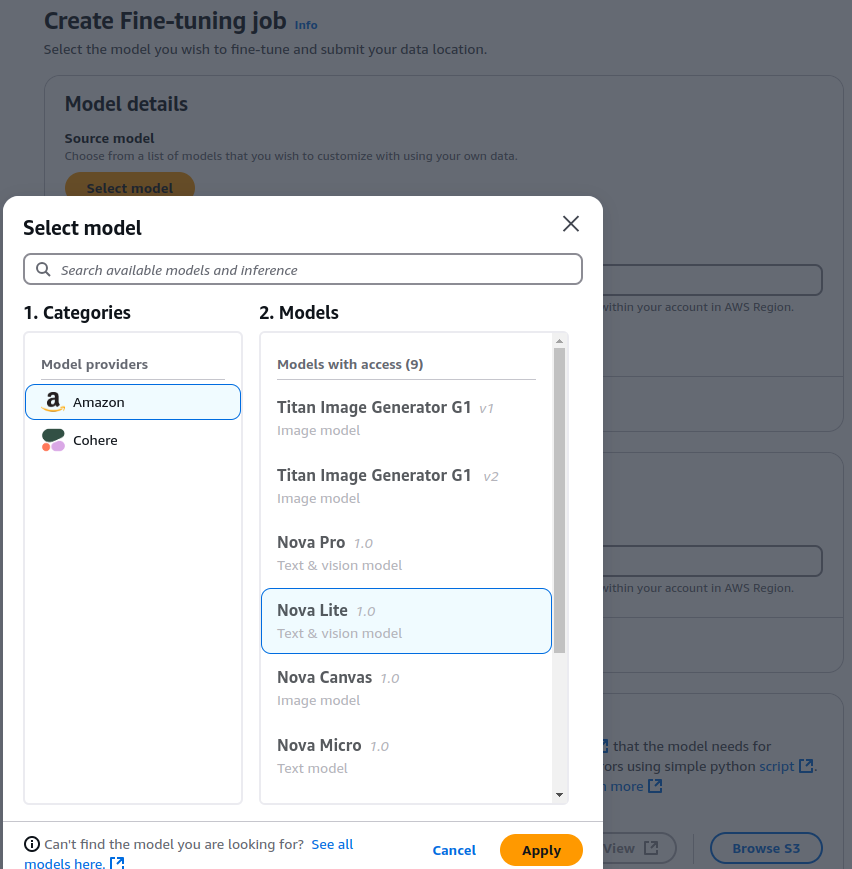 Create Fine-tuning job Info
Select the model you wish to fine-tune and submit your data location.
Model details
Source model
Choose from a list of models that you wish to customize with using your own data.
Select model
Select model
Search available models and inference
1. Categories
2. Models
Model providers
Amazon
Cohere
Models with access (9)
Titan Image Generator G1 v1
Image model
Titan Image Generator G1 v2
Image model
Nova Pro 1.0
Text & vision model
Nova Lite 1.0
Text & vision model
Nova Canvas 1.0
Image model
Nova Micro 1.0
Text model
Can't find the model you are looking for? See all
models here.
Cancel
Apply
within your account in AWS Region.
within your account in AWS Region.
that the model needs for
using simple python script.
more
View
Browse S3